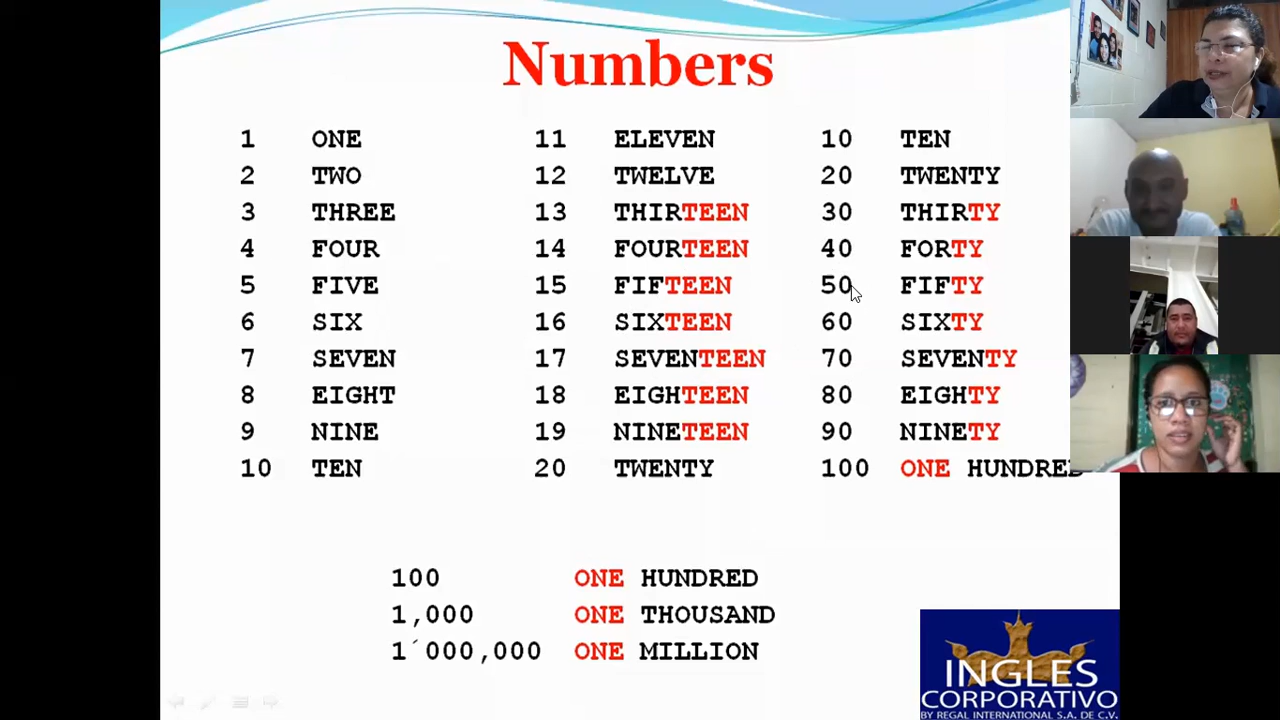 Numbers
1 ONE 11 ELEVEN 10 TEN
2 TWO 12 TWELVE 20 TWENTY
3 THREE 13 THIRTEEN 30 THIRTY
4 FOUR 14 FOURTEEN 40 FORTY
5 FIVE 15 FIFTEEN 50 FIFTY
6 SIX 16 SIXTEEN 60 SIXTY
7 SEVEN 17 SEVENTEEN 70 SEVENTY
8 EIGHT 18 EIGHTEEN 80 EIGHTY
9 NINE 19 NINETEEN 90 NINETY
10 TEN 20 TWENTY 100 ONE HUNDRED
100 ONE HUNDRED
1,000 ONE THOUSAND
1´000,000 ONE MILLION
INGLES
CORPORATIVO
BY REGAL INTERNATIONAL S.A. DE C.V.